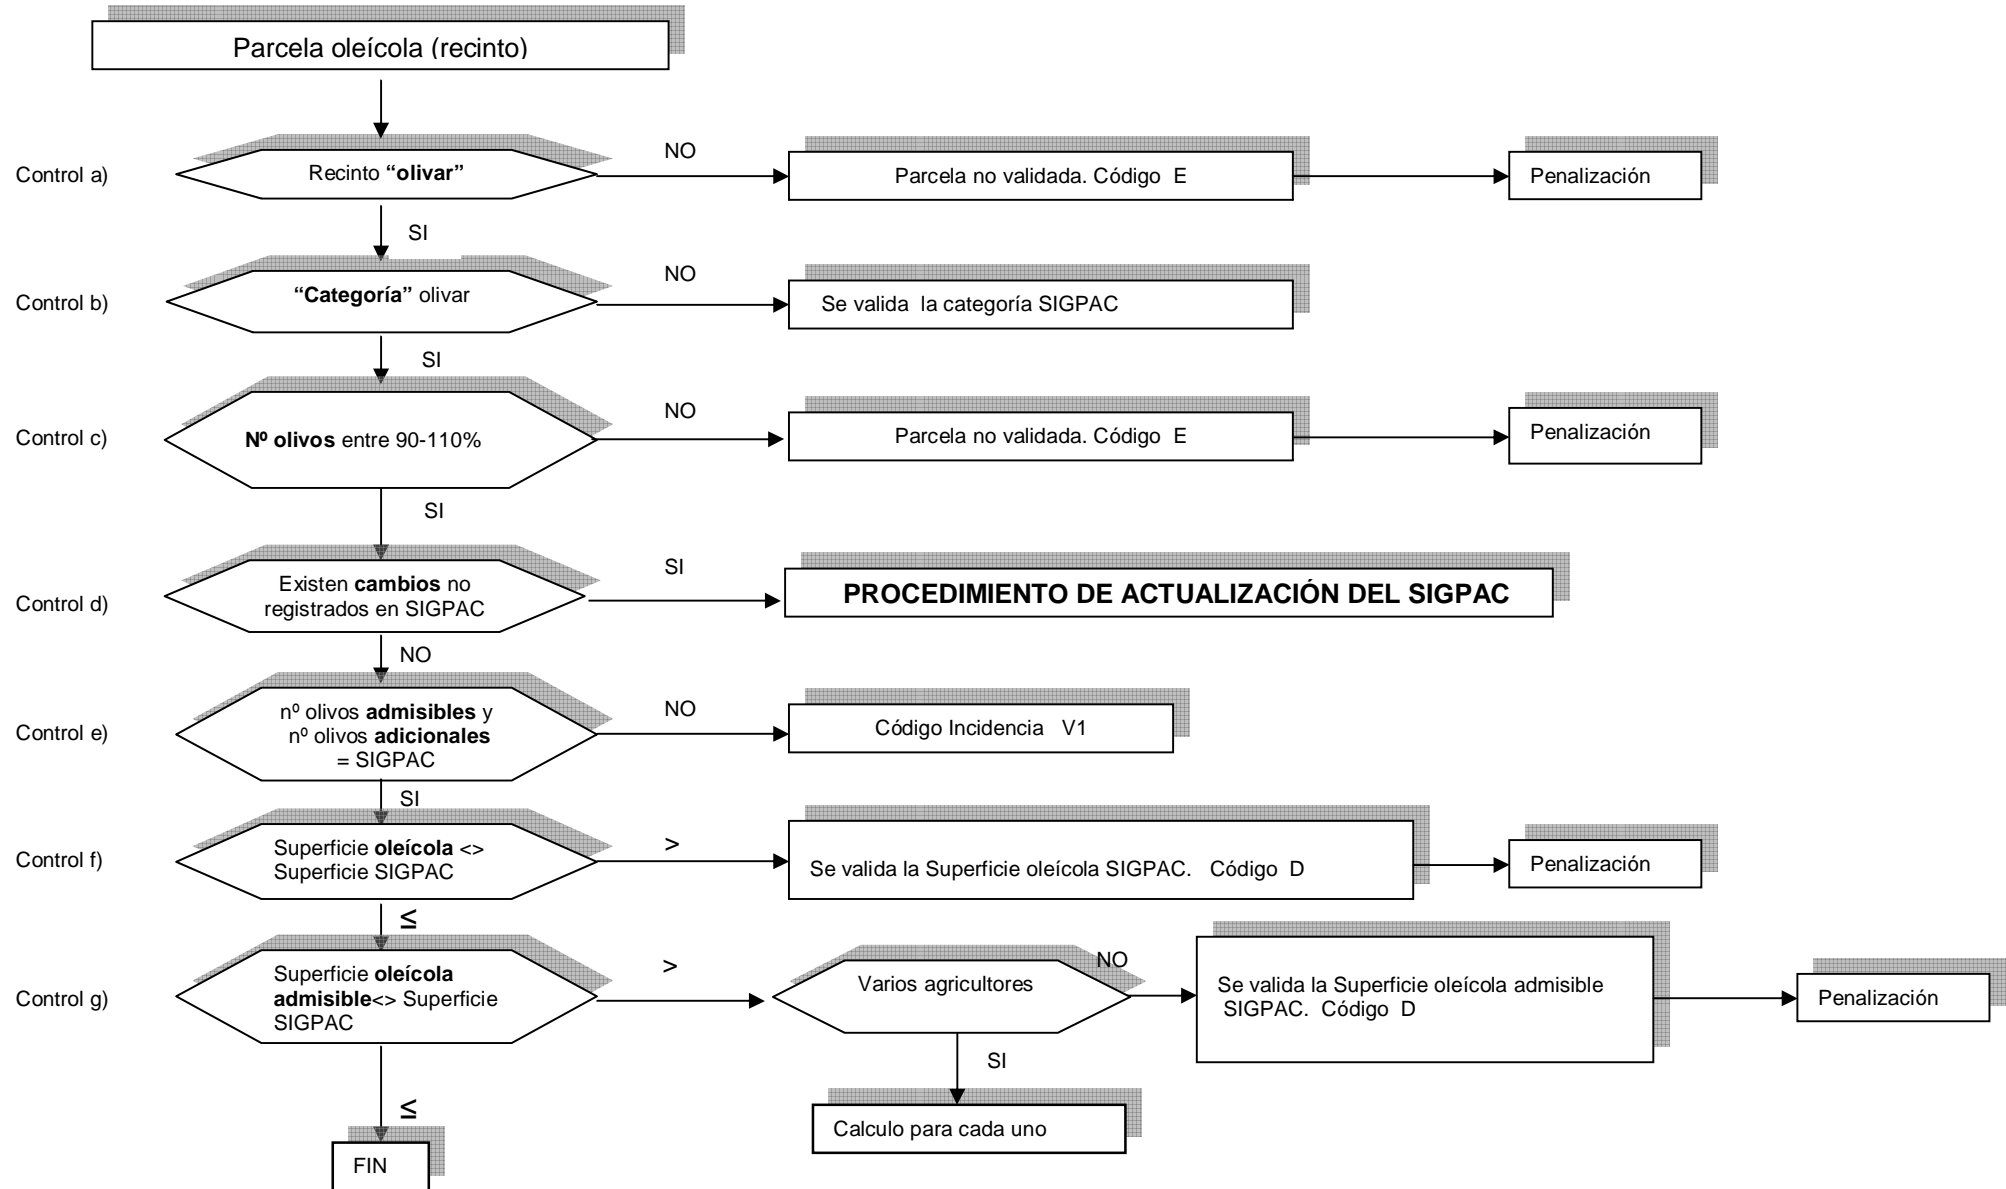 Parcela oleícola (recinto)
Control a)
Recinto “olivar”
NO
Parcela no validada. Código  E
Penalización
SI
Control b)
“Categoría” olivar
NO
Se valida  la categoría SIGPAC
SI
Control c)
Nº olivos entre 90-110%
NO
Parcela no validada. Código  E
Penalización
SI
Control d)
Existen cambios no
registrados en SIGPAC
SI
PROCEDIMIENTO DE ACTUALIZACIÓN DEL SIGPAC
NO
Control e)
nº olivos admisibles y
nº olivos adicionales
= SIGPAC
NO
Código Incidencia   V1
SI
Control f)
Superficie oleícola <>
Superficie SIGPAC
>
Se valida la Superficie oleícola SIGPAC.   Código  D
Penalización
≤
Control g)
Superficie oleícola
admisible<> Superficie
SIGPAC
>
Varios agricultores
NO
Se valida la Superficie oleícola admisible
SIGPAC.  Código  D
Penalización
SI
Calculo para cada uno
≤
FIN